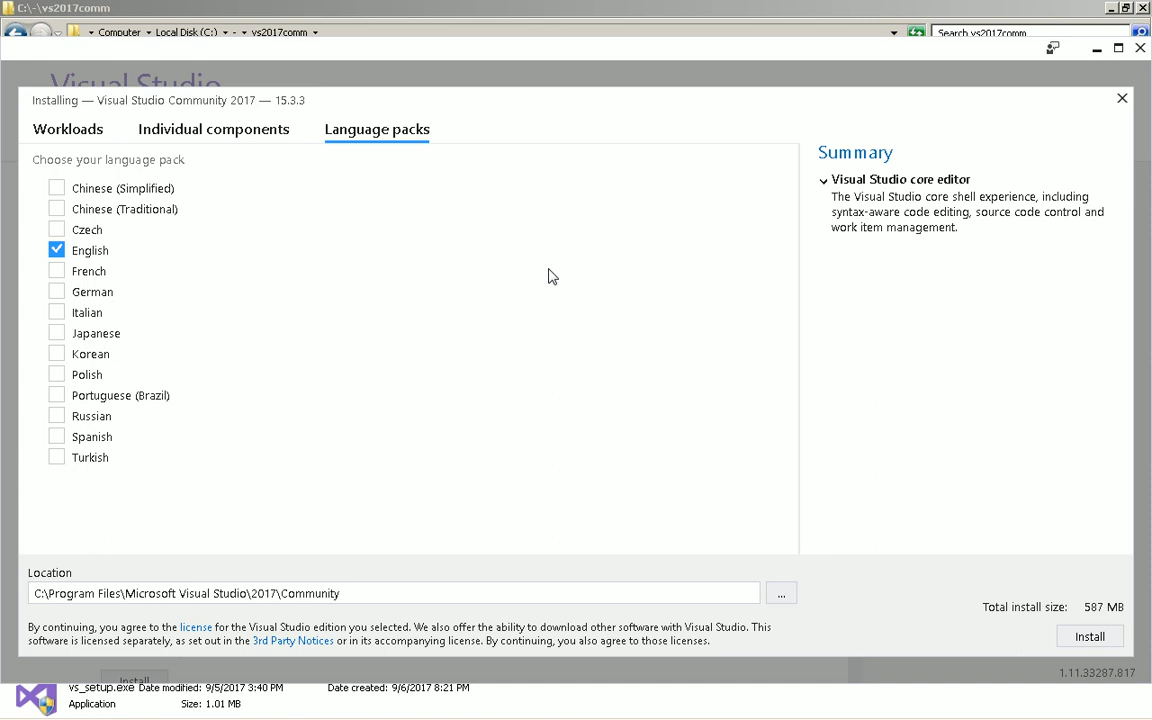 C:\-\vs2017comm
Computer Local Disk (C:) - vs2017comm
Search vs2017comm
Visual Studio
Installing — Visual Studio Community 2017 — 15.3.3
Workloads Individual components Language packs
Choose your language pack
Chinese (Simplified)
Chinese (Traditional)
Czech
English
French
German
Italian
Japanese
Korean
Polish
Portuguese (Brazil)
Russian
Spanish
Turkish
Summary
Visual Studio core editor
The Visual Studio core shell experience, including
syntax-aware code editing, source code control and
work item management.
Location
C:\Program Files\Microsoft Visual Studio\2017\Community
...
By continuing, you agree to the license for the Visual Studio edition you selected. We also offer the ability to download other software with Visual Studio. This
software is licensed separately, as set out in the 3rd Party Notices or in its accompanying license. By continuing, you also agree to those licenses.
Total install size: 587 MB
Install
Install
1.11.33287.817
vs_setup.exe Date modified: 9/5/2017 3:40 PM Date created: 9/6/2017 8:21 PM
Application Size: 1.01 MB